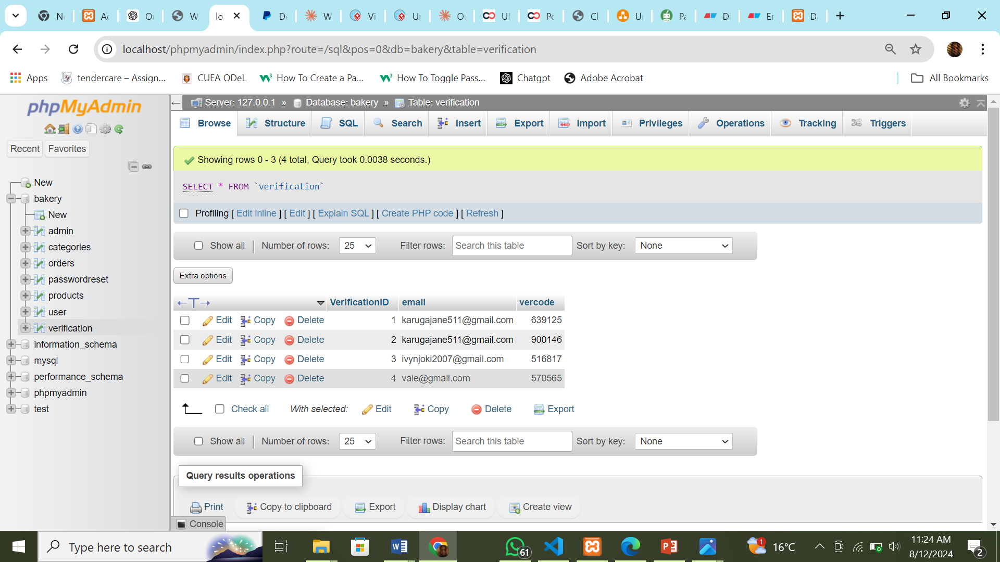 No
Ac
Or
W
lo
De
W
Vi
Ur
O
UI
Po
Cl
U
Pa
Di
Er
Da
localhost/phpmyadmin/index.php?route=/sql&pos=0&db=bakery&table=verification
Apps
tendercare – Assign...
CUEA ODeL
How To Create a Pa...
How To Toggle Pass...
Chatgpt
Adobe Acrobat
All Bookmarks
phpMyAdmin
Recent Favorites
New
bakery
New
admin
categories
orders
passwordreset
products
user
verification
information_schema
mysql
performance_schema
phpmyadmin
test
Server: 127.0.0.1 » Database: bakery » Table: verification
Browse Structure SQL Search Insert Export Import Privileges Operations Tracking Triggers
Showing rows 0 - 3 (4 total, Query took 0.0038 seconds.)
SELECT * FROM `verification`
Profiling [ Edit inline ] [ Edit ] [ Explain SQL ] [ Create PHP code ] [ Refresh ]
Show all | Number of rows: 25 Filter rows: Search this table Sort by key: None
Extra options
←T→ VerificationID email vercode
Edit Copy Delete 1 karugajane511@gmail.com 639125
Edit Copy Delete 2 karugajane511@gmail.com 900146
Edit Copy Delete 3 ivynjoki2007@gmail.com 516817
Edit Copy Delete 4 vale@gmail.com 570565
Check all With selected: Edit Copy Delete Export
Show all | Number of rows: 25 Filter rows: Search this table Sort by key: None
Query results operations
Print Copy to clipboard Export Display chart Create view
Console
Type here to search
61
1
16°C
11:24 AM
8/12/2024
2